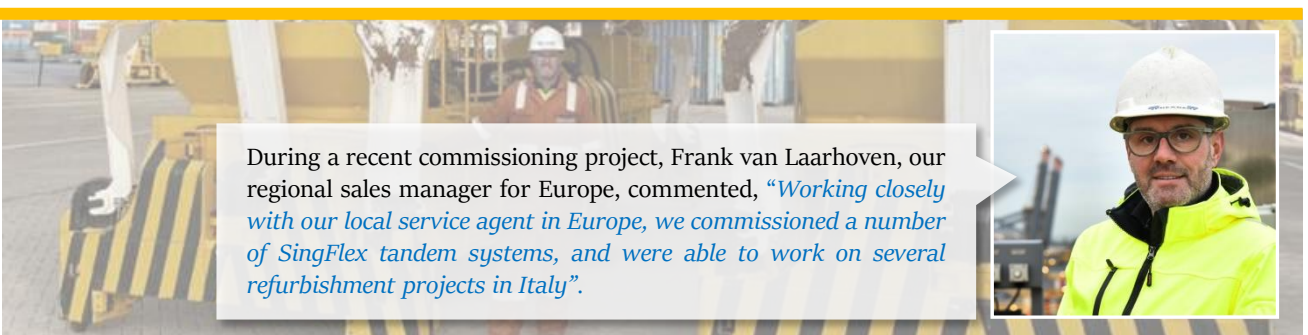 During a recent commissioning project, Frank van Laarhoven, our
regional sales manager for Europe, commented, “Working closely
with our local service agent in Europe, we commissioned a number
of SingFlex tandem systems, and were able to work on several
refurbishment projects in Italy”.